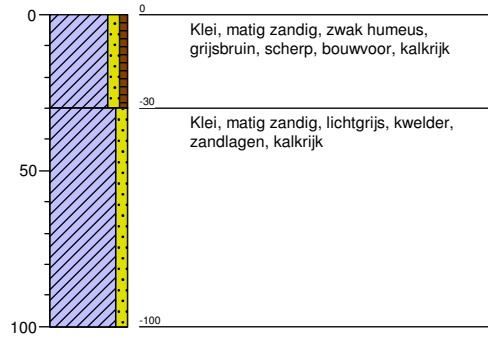 0
0
Klei, matig zandig, zwak humeus,
grijsbruin, scherp, bouwvoor, kalkrijk
-30
Klei, matig zandig, lichtgrijs, kwelder,
zandlagen, kalkrijk
50
100
-100